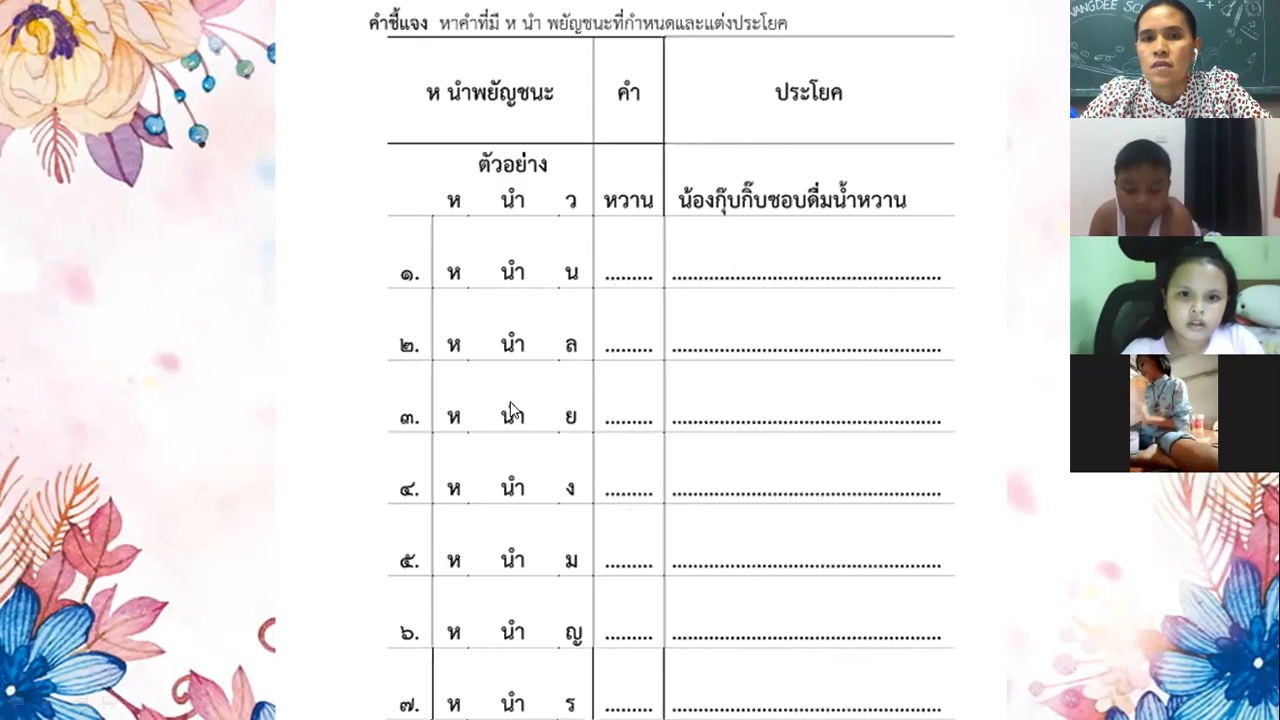 คำชี้แจง หาคำที่มี ห นำ พยัญชนะที่กำหนดและแต่งประโยค
ห นำพยัญชนะ คำ ประโยค
ตัวอย่าง
ห นำ ว หวาน น้องกุ๊บกิ๊บชอบดื่มน้ำหวาน
๑. ห นำ น ......... .............................................
๒. ห นำ ล ......... .............................................
๓. ห นำ ย ......... .............................................
๔. ห นำ ง ......... .............................................
๕. ห นำ ม ......... .............................................
๖. ห นำ ญ ......... .............................................
๗. ห นำ ร ......... .............................................